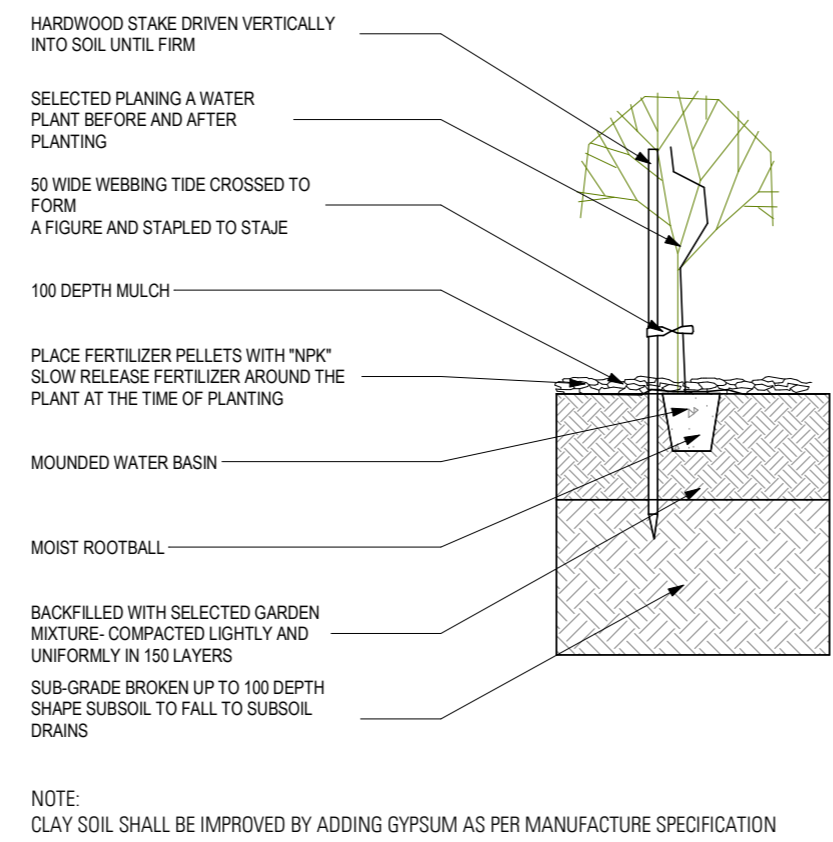 HARDWOOD STAKE DRIVEN VERTICALLY
INTO SOIL UNTIL FIRM
SELECTED PLANING A WATER
PLANT BEFORE AND AFTER
PLANTING
50 WIDE WEBBING TIDE CROSSED TO
FORM
A FIGURE AND STAPLED TO STAJE
100 DEPTH MULCH
PLACE FERTILIZER PELLETS WITH "NPK"
SLOW RELEASE FERTILIZER AROUND THE
PLANT AT THE TIME OF PLANTING
MOUNDED WATER BASIN
MOIST ROOTBALL
BACKFILLED WITH SELECTED GARDEN
MIXTURE- COMPACTED LIGHTLY AND
UNIFORMLY IN 150 LAYERS
SUB-GRADE BROKEN UP TO 100 DEPTH
SHAPE SUBSOIL TO FALL TO SUBSOIL
DRAINS
NOTE:
CLAY SOIL SHALL BE IMPROVED BY ADDING GYPSUM AS PER MANUFACTURE SPECIFICATION